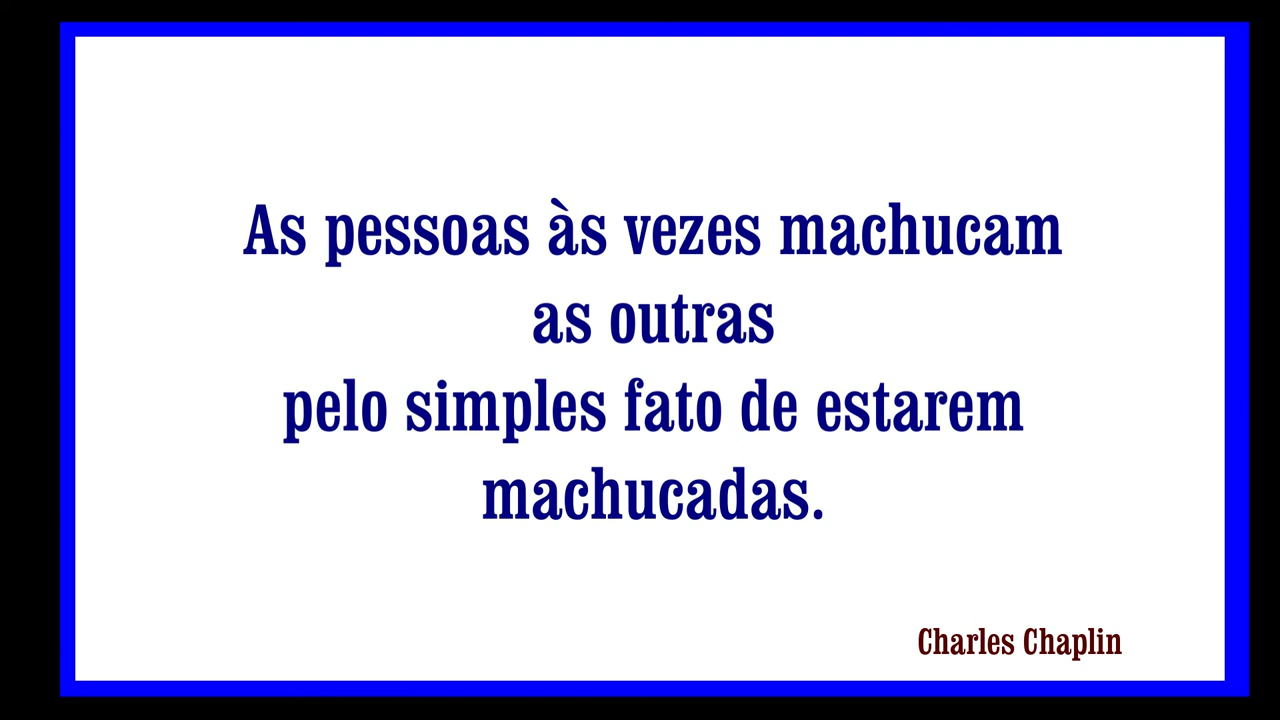 As pessoas às vezes machucam
as outras
pelo simples fato de estarem
machucadas.
Charles Chaplin